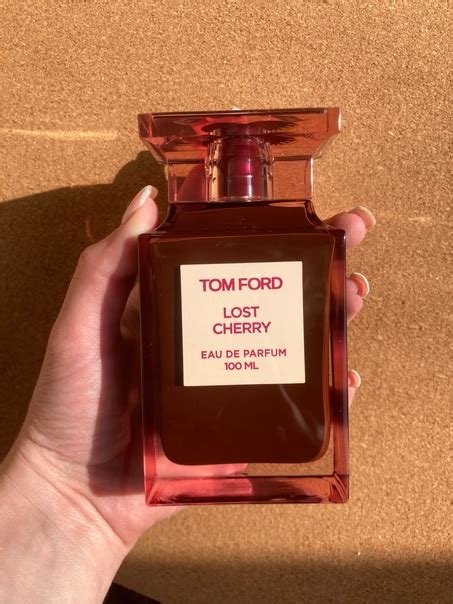 TOM FORD
LOST
CHERRY
EAU DE PARFUM
100 ML